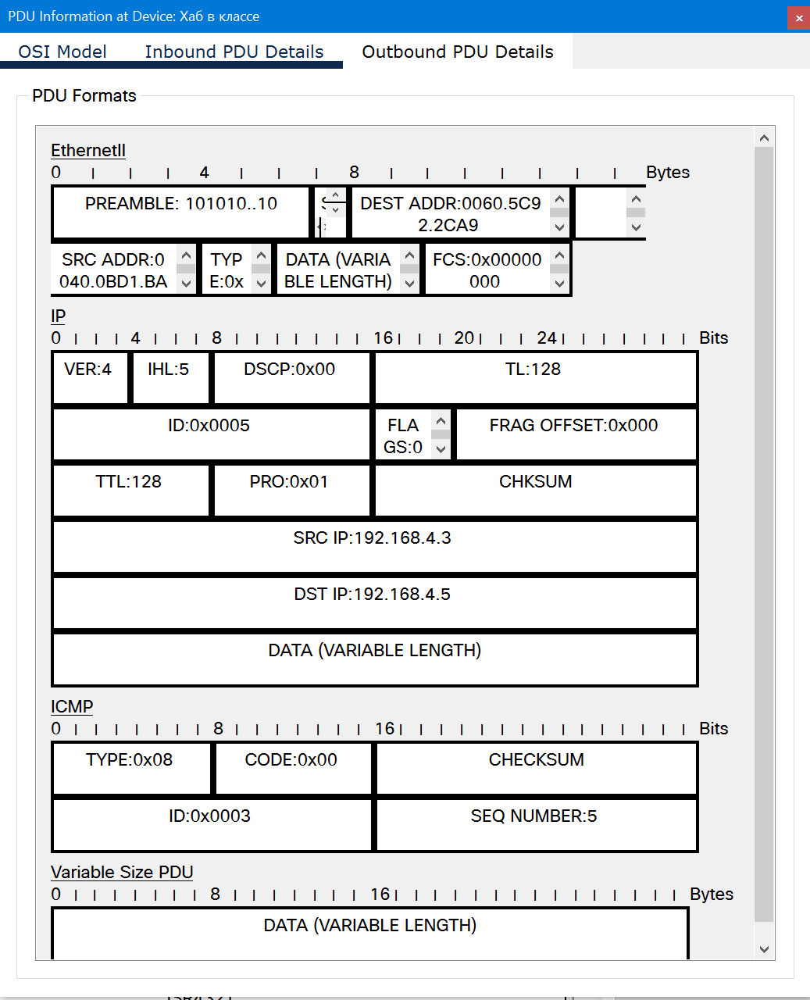 PDU Information at Device: Хаб в классе
OSI Model Inbound PDU Details Outbound PDU Details
PDU Formats
EthernetII
0 4 8 Bytes
PREAMBLE: 101010..10 DEST ADDR:0060.5C9
2.2CA9
SRC ADDR:0 TYP DATA (VARIA FCS:0x00000
040.0BD1.BA E:0x BLE LENGTH) 000
IP
0 4 8 16 20 24 Bits
VER:4 IHL:5 DSCP:0x00 TL:128
ID:0x0005 FLA FRAG OFFSET:0x000
GS:0
TTL:128 PRO:0x01 CHKSUM
SRC IP:192.168.4.3
DST IP:192.168.4.5
DATA (VARIABLE LENGTH)
ICMP
0 8 16 Bits
TYPE:0x08 CODE:0x00 CHECKSUM
ID:0x0003 SEQ NUMBER:5
Variable Size PDU
0 8 16 Bytes
DATA (VARIABLE LENGTH)